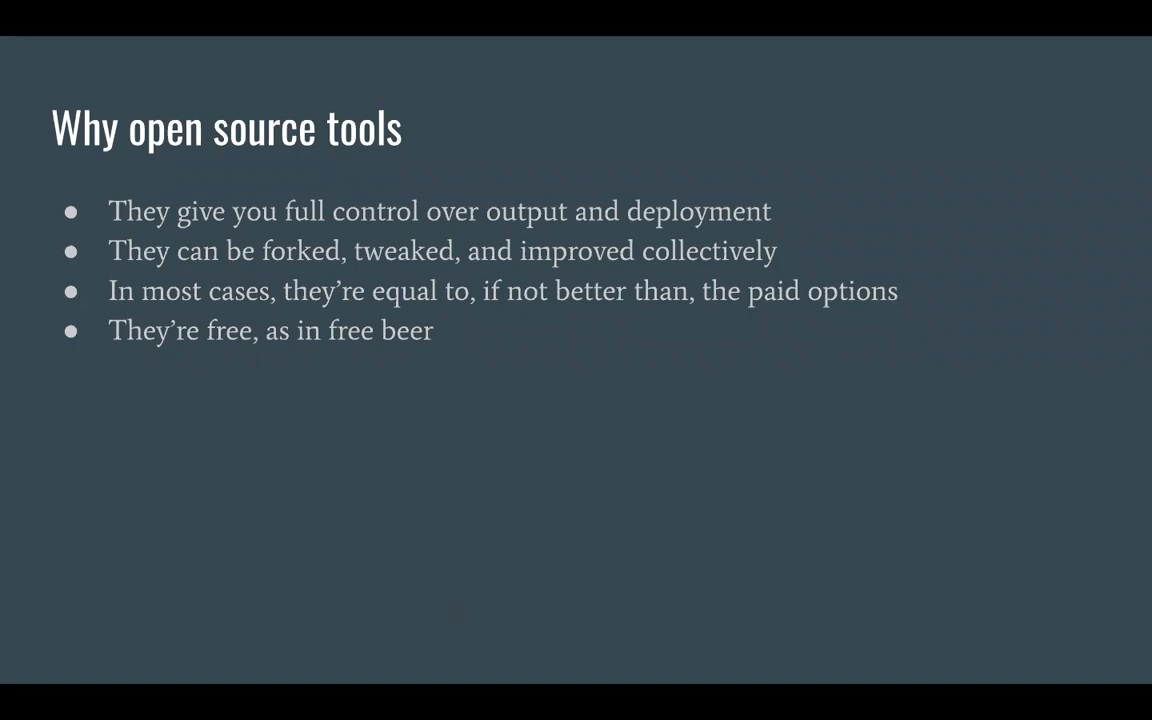 Why open source tools
● They give you full control over output and deployment
● They can be forked, tweaked, and improved collectively
● In most cases, they’re equal to, if not better than, the paid options
● They’re free, as in free beer